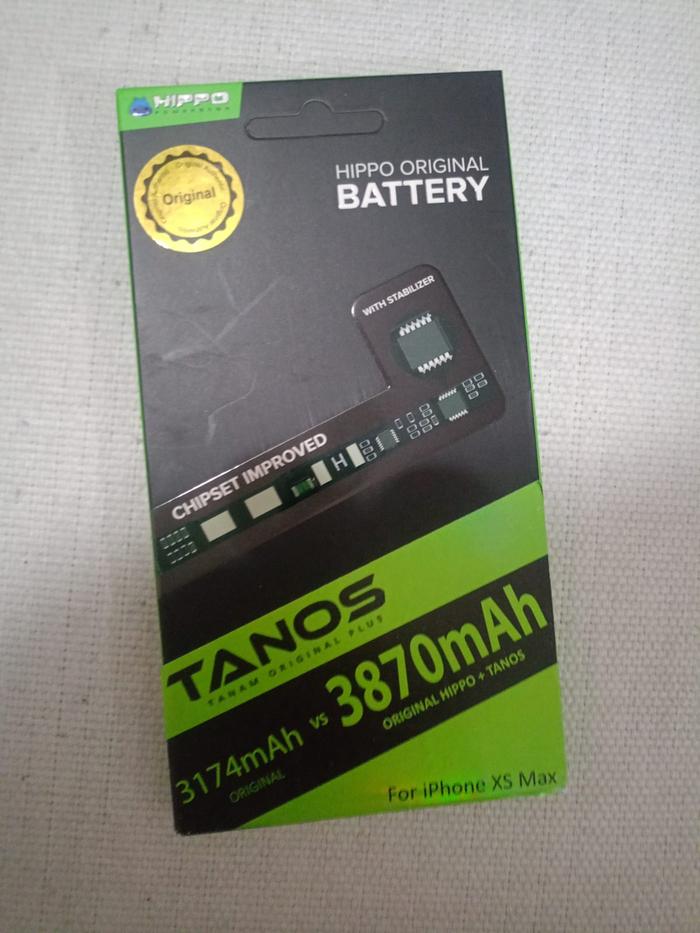 HIPPO
HIPPO ORIGINAL
BATTERY
Original
WITH STABILIZER
CHIPSET IMPROVED
H
TANOS
TANAM ORIGINAL PLUS
3174mAh vs 3870mAh
ORIGINAL
ORIGINAL HIPPO + TANOS
For iPhone XS Max